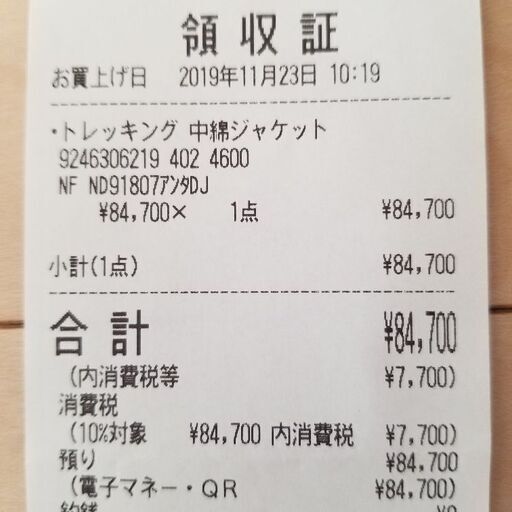 領収証
お買上げ日 2019年11月23日 10:19
・トレッキング 中綿ジャケット
9246306219 402 4600
NF ND91807アンタDJ
¥84,700× 1点 ¥84,700
小計(1点) ¥84,700
合計 ¥84,700
(内消費税等 ¥7,700)
消費税
(10%対象 ¥84,700 内消費税 ¥7,700)
預り ¥84,700
(電子マネー・QR ¥84,700)
釣銭 ¥0